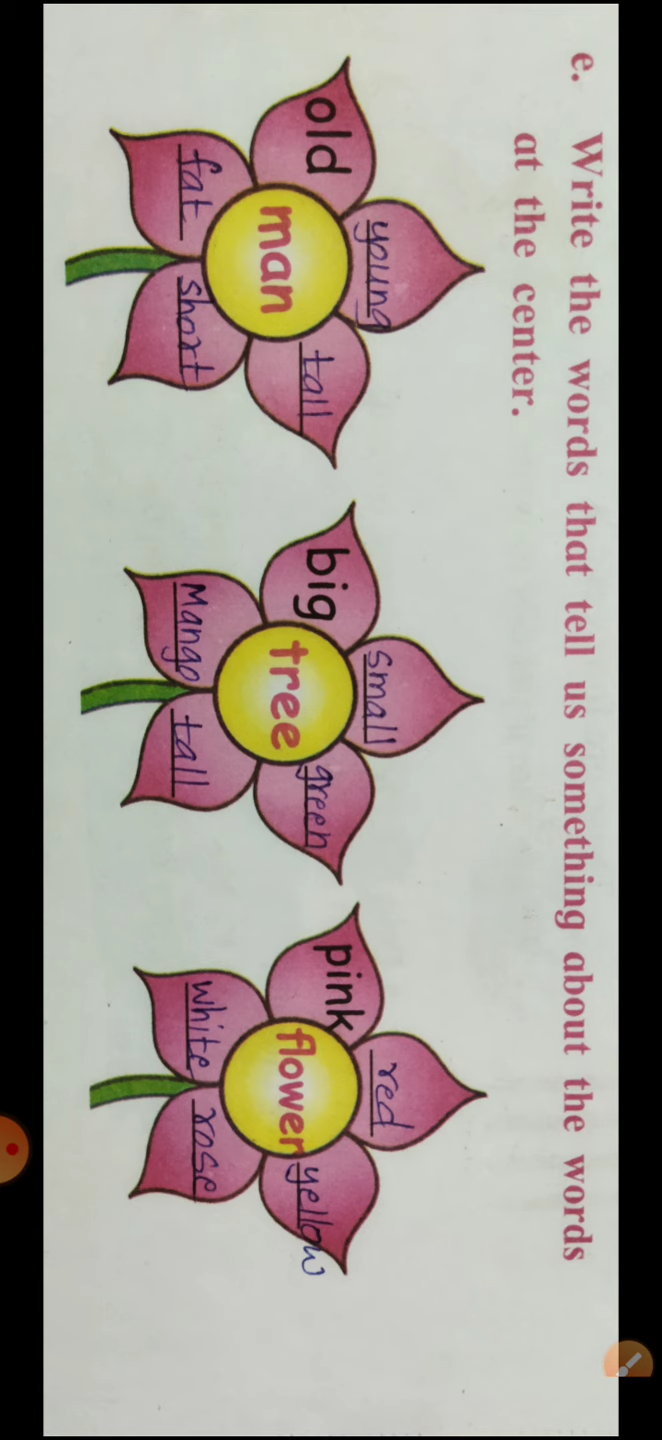 e. Write the words that tell us something about the words
at the center.
old
young
tall
short
fat
man
big
small
green
tall
Mango
tree
pink
red
yellow
rose
white
flower